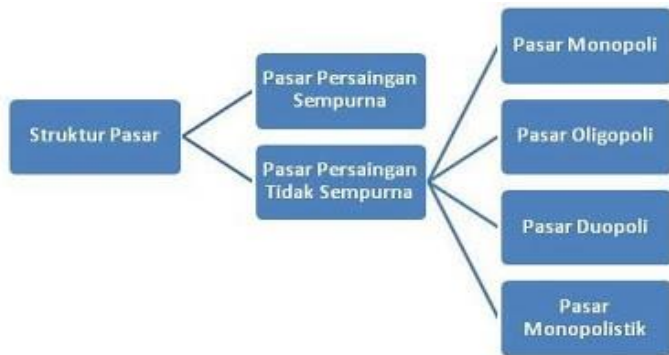 Struktur Pasar
Pasar Persaingan
Sempurna
Pasar Persaingan
Tidak Sempurna
Pasar Monopoli
Pasar Oligopoli
Pasar Duopoli
Pasar
Monopolistik